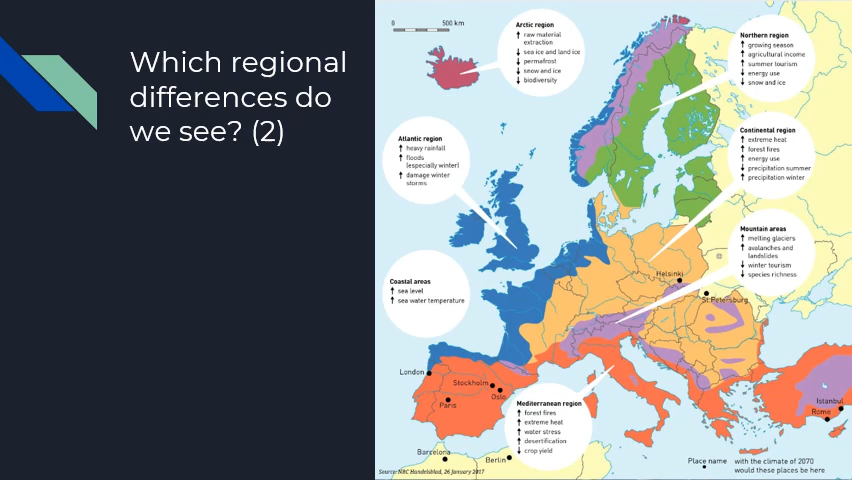 Which regional
differences do
we see? (2)
0 500 km
Arctic region
↑ raw material
extraction
↓ sea ice and land ice
↓ permafrost
↓ snow and ice
↓ biodiversity
Northern region
↑ growing season
↑ agricultural income
↑ summer tourism
↓ energy use
↓ snow and ice
Atlantic region
↑ heavy rainfall
↑ floods
(especially winter)
↑ damage winter
storms
Continental region
↑ extreme heat
↑ forest fires
↑ energy use
↓ precipitation summer
↑ precipitation winter
Mountain areas
↑ melting glaciers
↑ avalanches and
landslides
↓ winter tourism
↓ species richness
Coastal areas
↑ sea level
↑ sea water temperature
Helsinki
St Petersburg
London
Stockholm
Oslo
Paris
Mediterranean region
↑ forest fires
↑ extreme heat
↑ water stress
↑ desertification
↓ crop yield
Istanbul
Rome
Barcelona
Berlin
Place name with the climate of 2070
would these places be here
Source: NRC Handelsblad, 26 January 2017